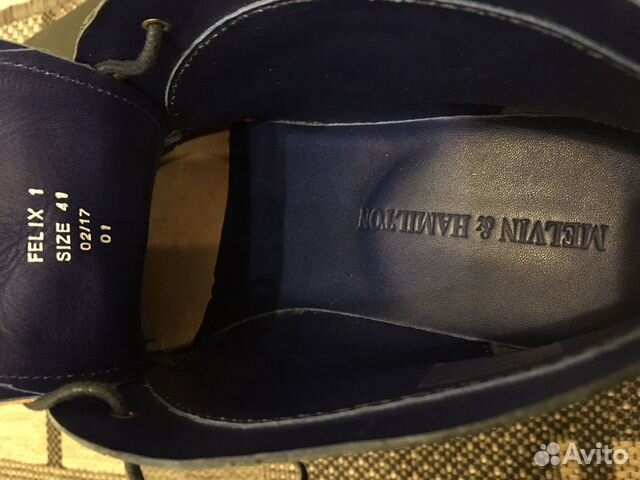 FELIX 1
SIZE 41
02/17
01
MELVIN & HAMILTON
Avito